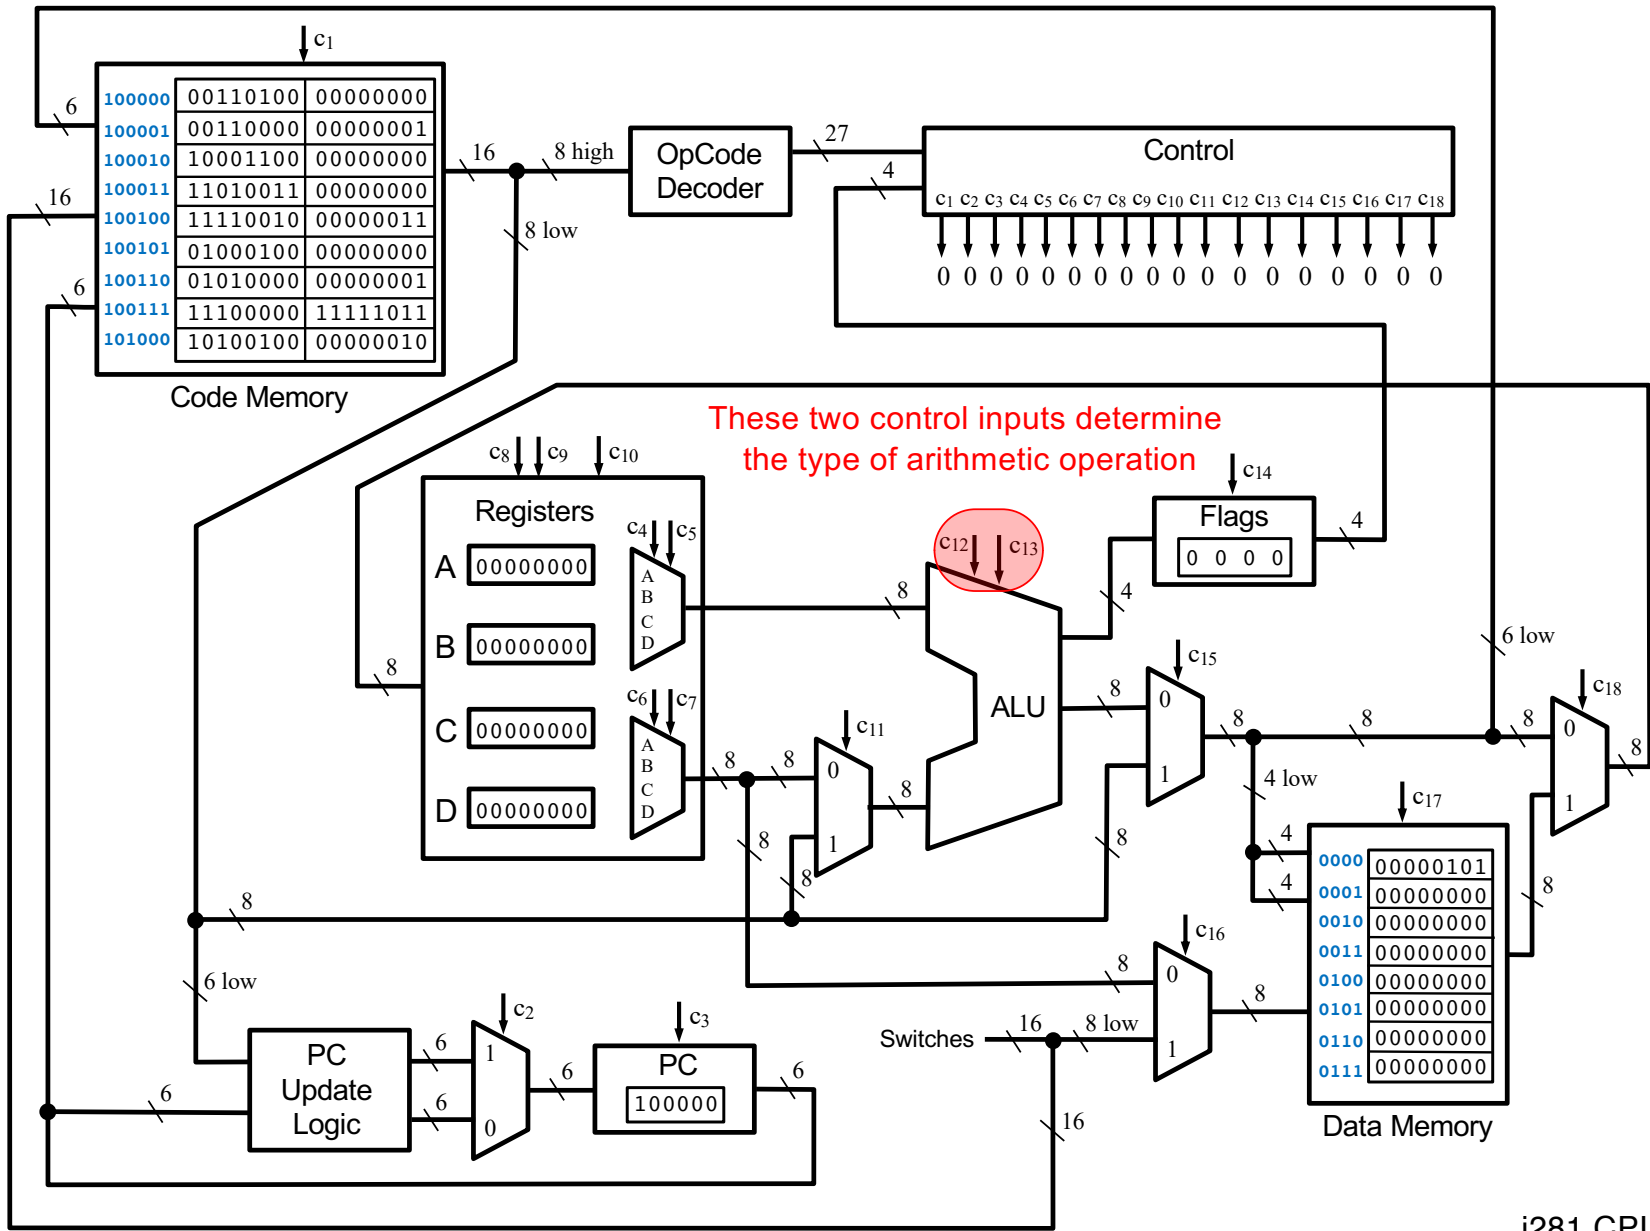 c1
6
16
6
100000 00110100 00000000
100001 00110000 00000001
100010 10001100 00000000
100011 11010011 00000000
100100 11110010 00000011
100101 01000100 00000000
100110 01010000 00000001
100111 11100000 11111011
101000 10100100 00000010
Code Memory
16
8 high
8 low
OpCode
Decoder
27
4
Control
c1 c2 c3 c4 c5 c6 c7 c8 c9 c10 c11 c12 c13 c14 c15 c16 c17 c18
0 0 0 0 0 0 0 0 0 0 0 0 0 0 0 0 0 0
These two control inputs determine
the type of arithmetic operation
c8 c9 c10
Registers
A 00000000
B 00000000
C 00000000
D 00000000
8
c4 c5
A
B
C
D
c6 c7
A
B
C
D
8
8
8
8
c11
0
1
8
8
8
c12 c13
ALU
4
8
c14
Flags
0 0 0 0
4
c15
0
1
8
8
8
6 low
8
4 low
4
4
c18
0
1
8
8
c17
0000 00000101
0001 00000000
0010 00000000
0011 00000000
0100 00000000
0101 00000000
0110 00000000
0111 00000000
Data Memory
c16
0
1
8
8
Switches
16
8 low
16
6 low
6
PC
Update
Logic
6
6
c2
1
0
6
c3
PC
100000
6